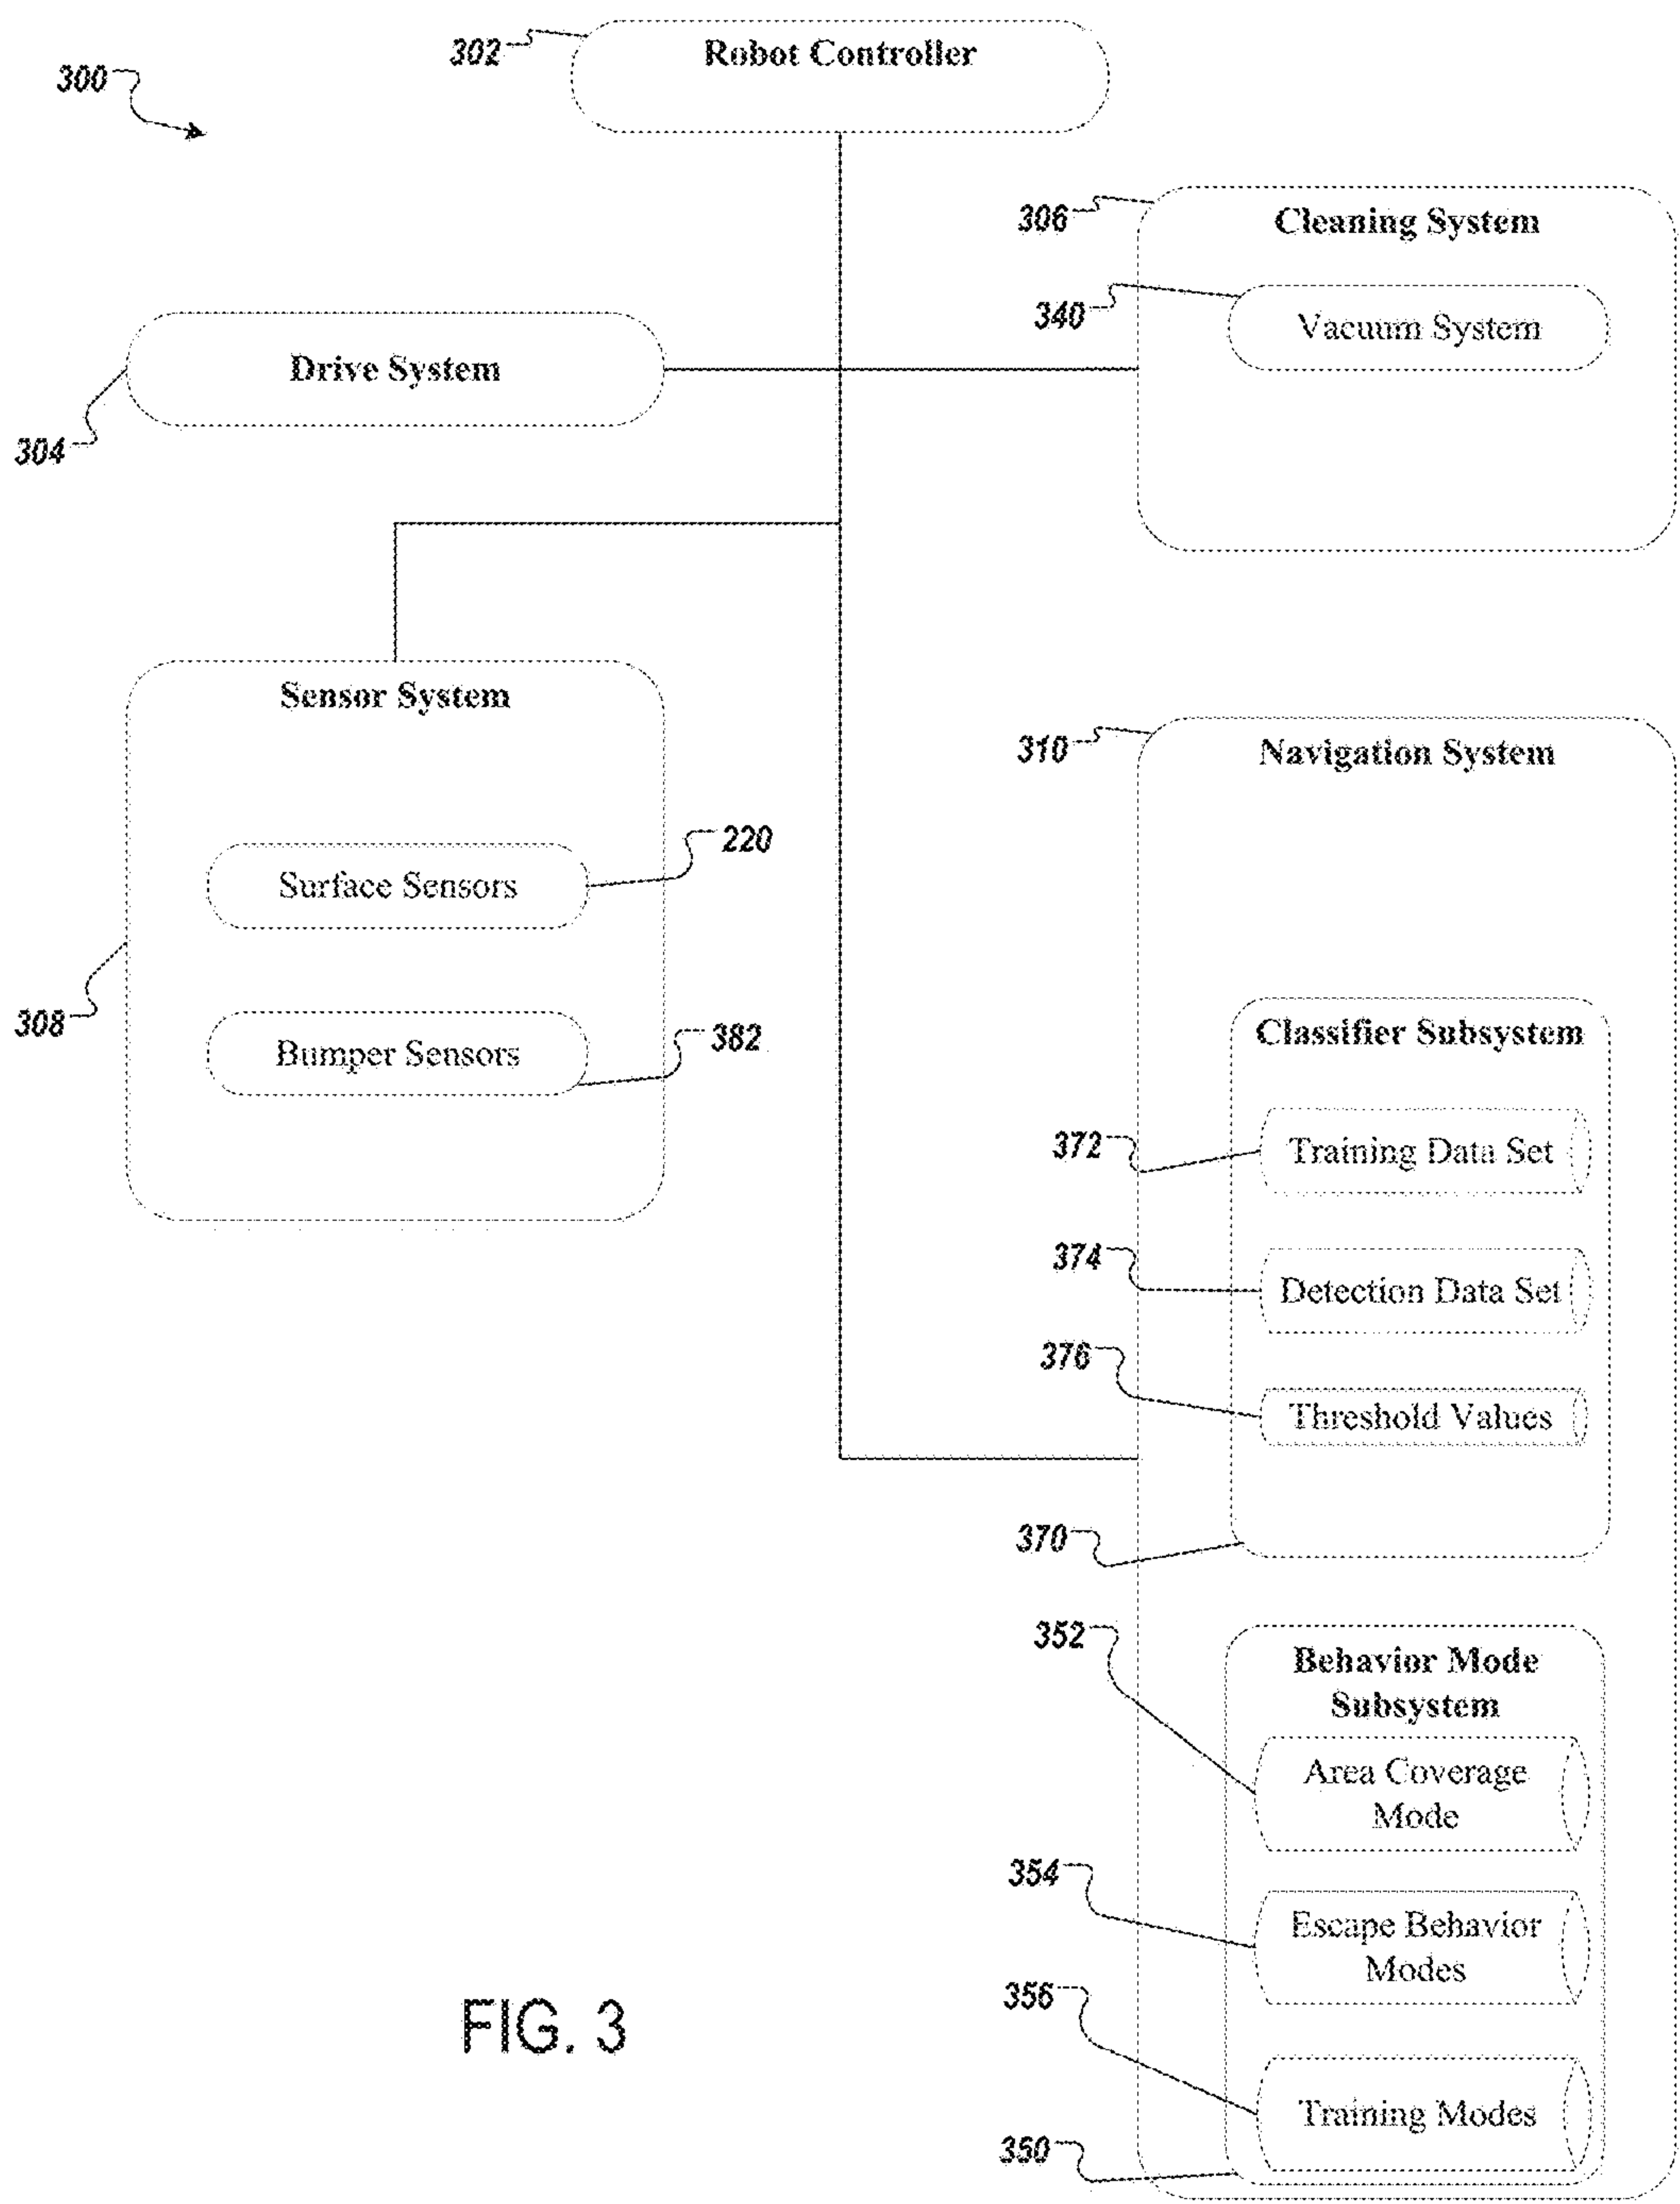 302
Robot Controller
300
306
Cleaning System
340
Vacuum System
Drive System
304
Sensor System
220
Surface Sensors
308
382
Bumper Sensors
310
Navigation System
Classifier Subsystem
372
Training Data Set
374
Detection Data Set
376
Threshold Values
370
352
Behavior Mode
Subsystem
Area Coverage
Mode
354
Escape Behavior
Modes
356
Training Modes
350
FIG. 3